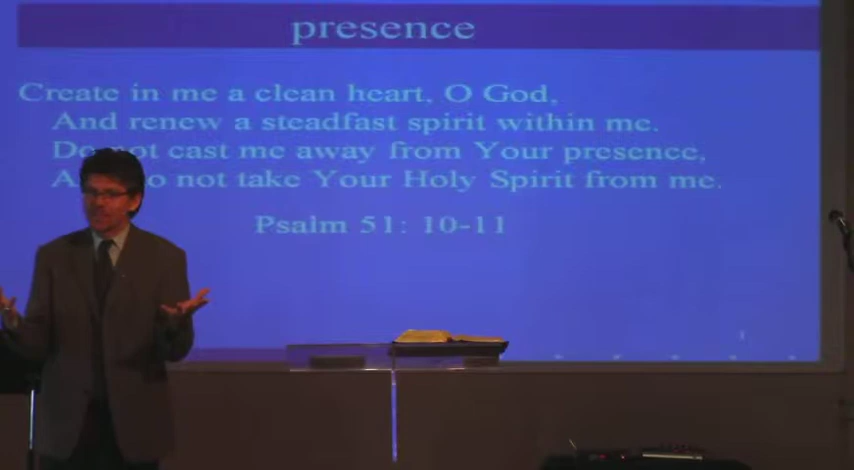 presence
Create in me a clean heart, O God,
And renew a steadfast spirit within me.
Do not cast me away from Your presence,
do not take Your Holy Spirit from me.
Psalm 51: 10-11